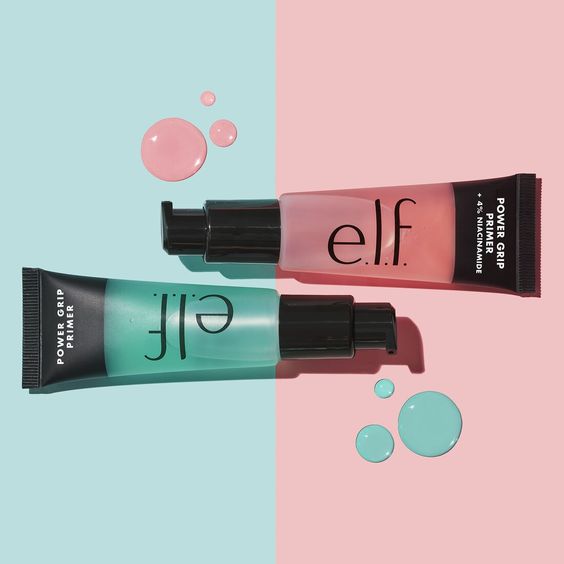 e.l.f.
POWER GRIP
PRIMER
+ 4% NIACINAMIDE
e.l.f.
POWER GRIP
PRIMER